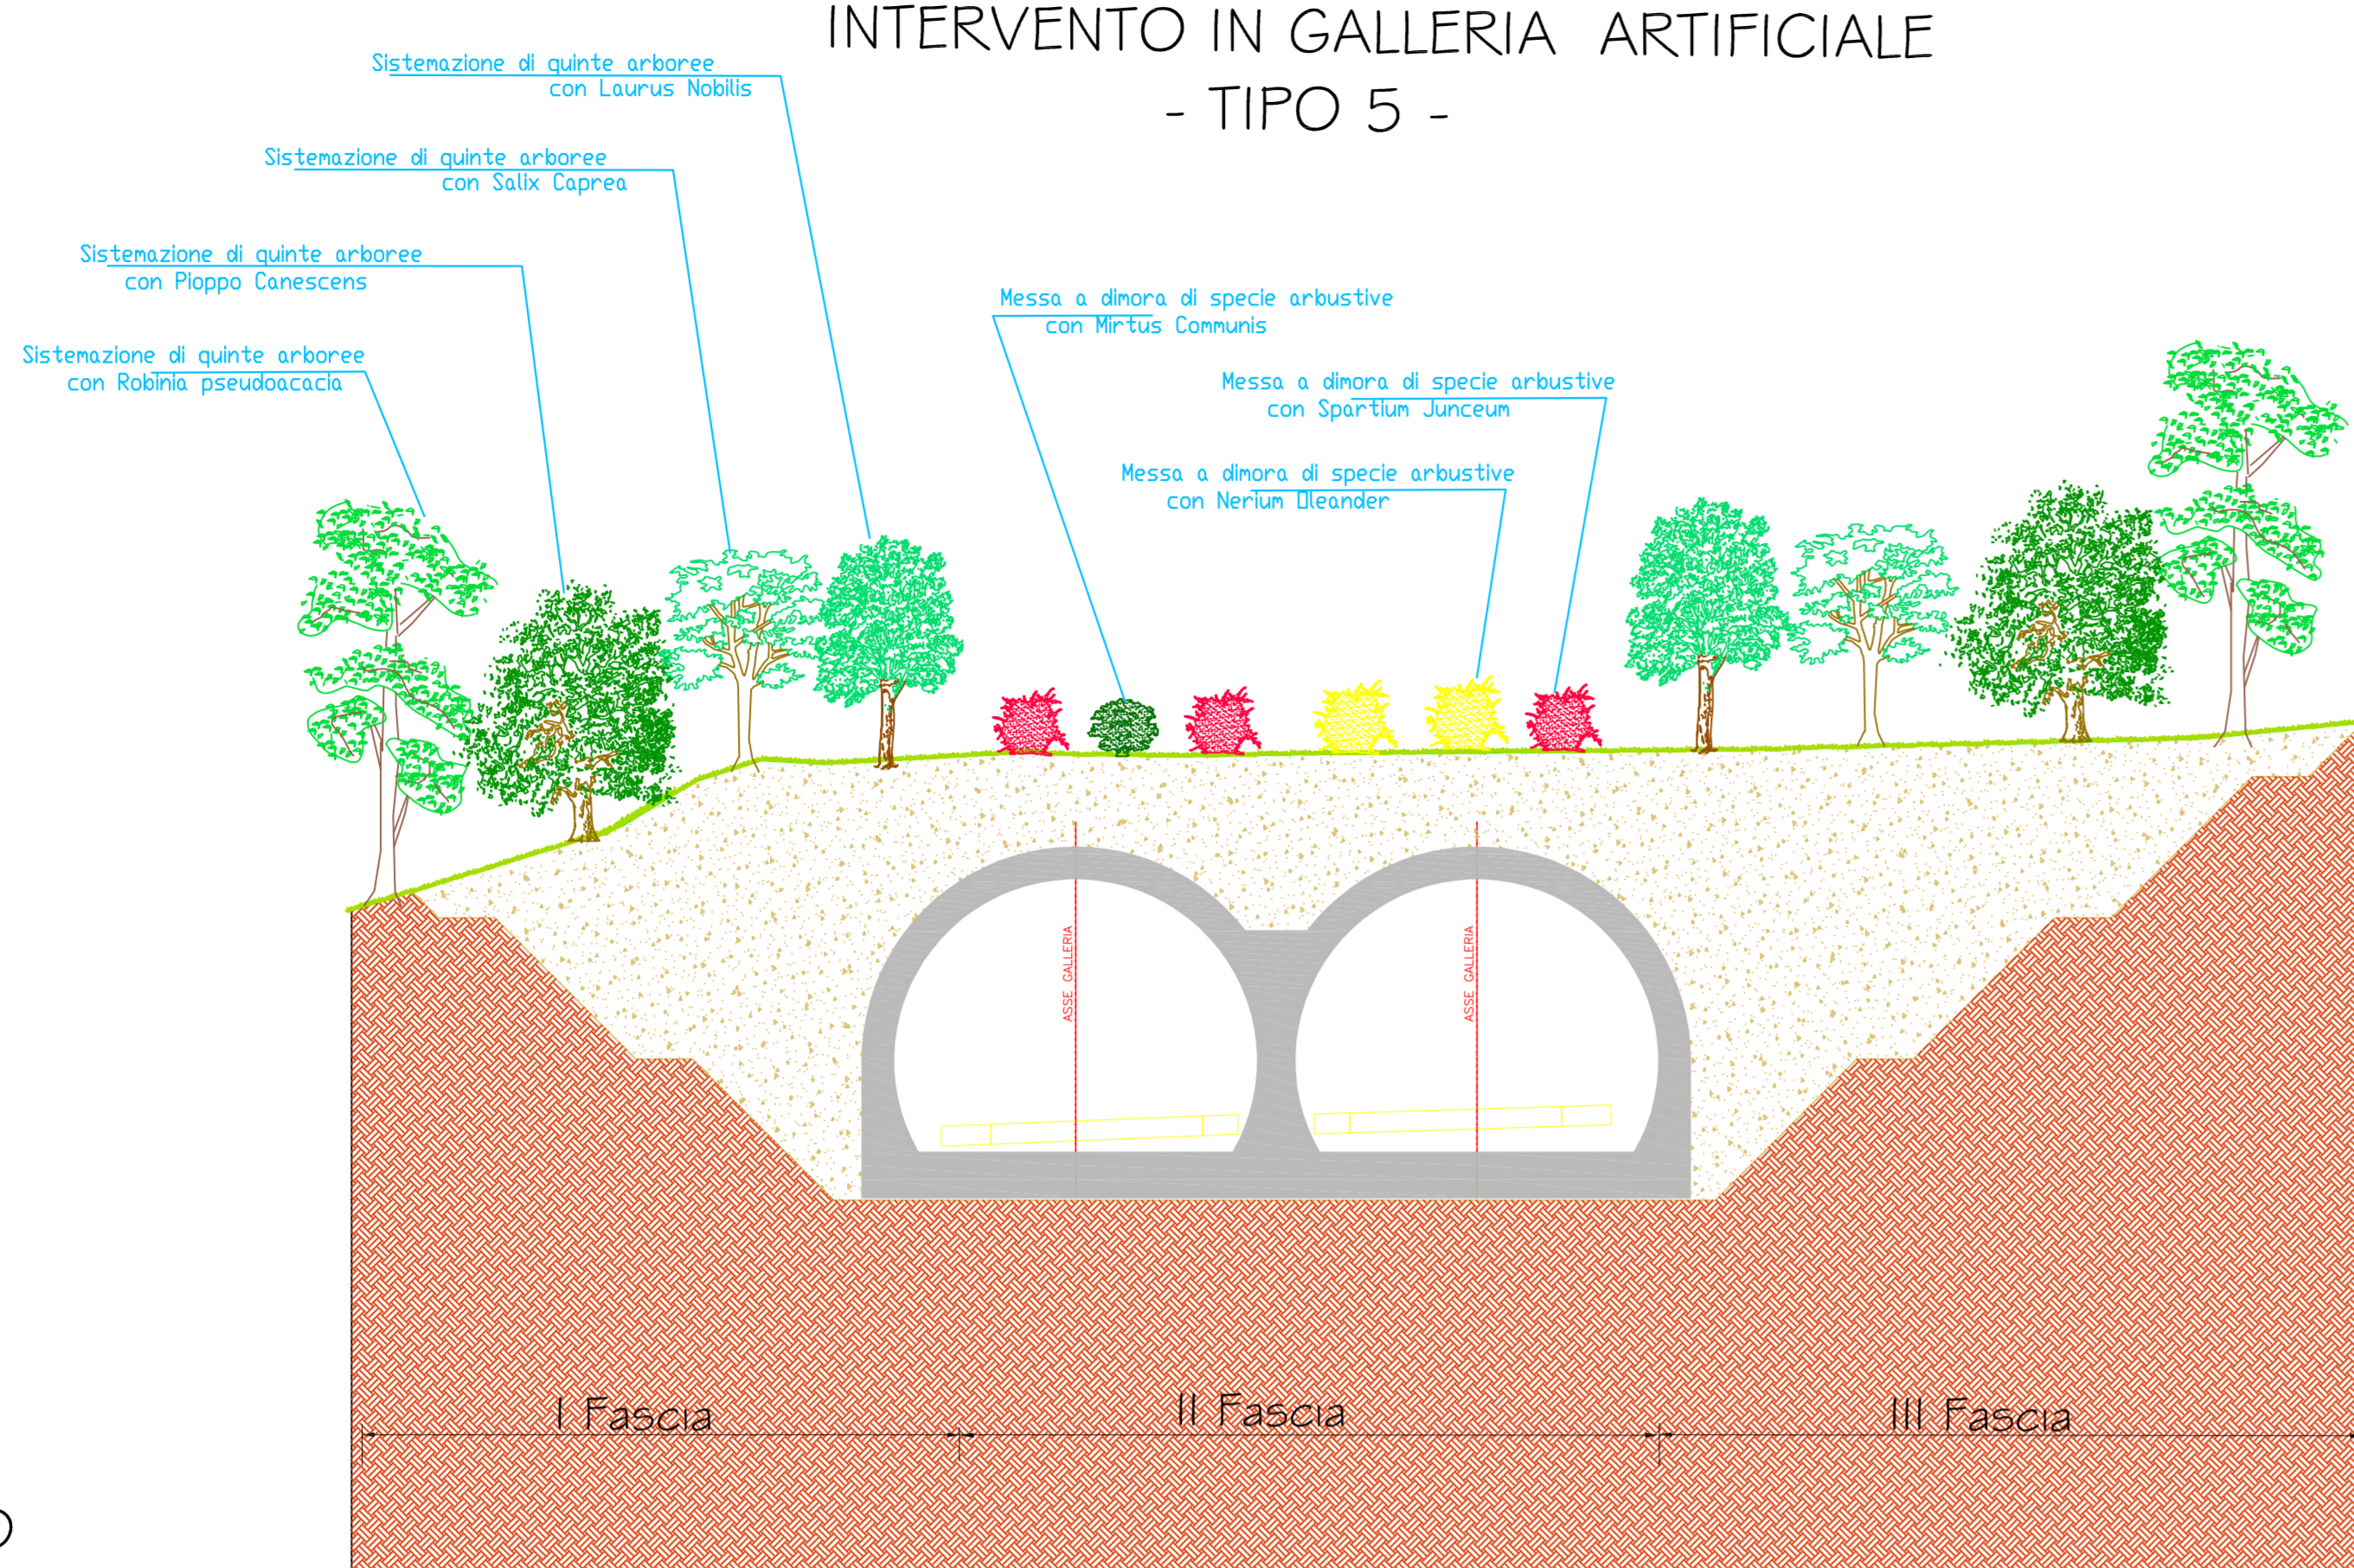 INTERVENTO IN GALLERIA ARTIFICIALE
- TIPO 5 -
Sistemazione di quinte arboree
con Laurus Nobilis
Sistemazione di quinte arboree
con Salix Caprea
Sistemazione di quinte arboree
con Pioppo Canescens
Sistemazione di quinte arboree
con Robinia pseudoacacia
Messa a dimora di specie arbustive
con Mirtus Communis
Messa a dimora di specie arbustive
con Spartium Junceum
Messa a dimora di specie arbustive
con Nerium Oleander
ASSE GALLERIA
ASSE GALLERIA
I Fascia
II Fascia
III Fascia